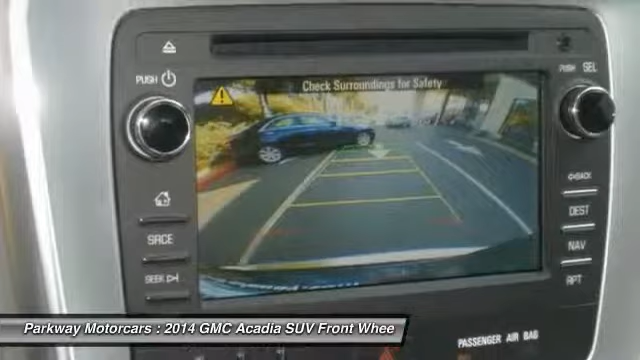 PUSH
PUSH SEL
Check Surroundings for Safety
BACK
DEST
SRCE
NAV
SEEK
RPT
Parkway Motorcars : 2014 GMC Acadia SUV Front Whee
PASSENGER AIR BAG